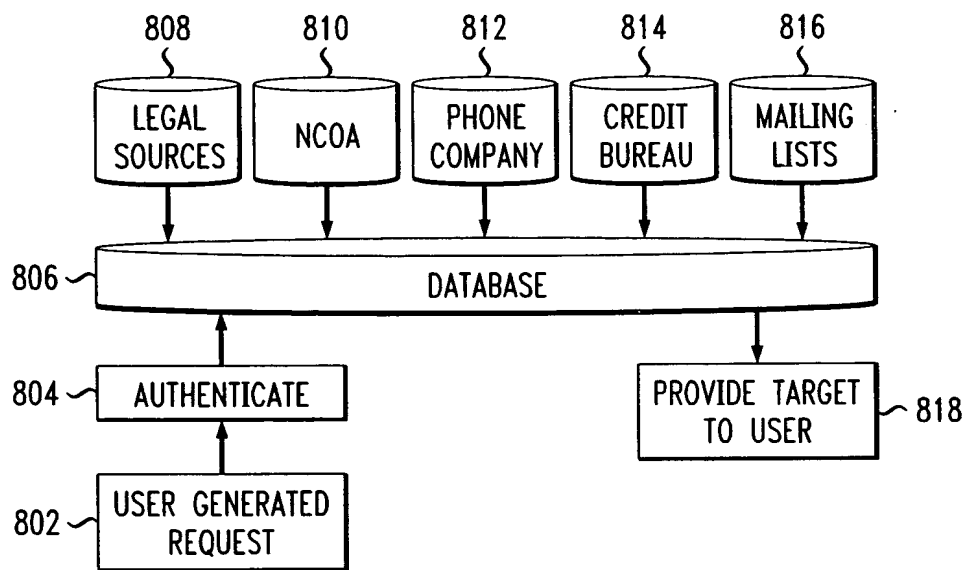 808
810
812
814
816
LEGAL
SOURCES
NCOA
PHONE
COMPANY
CREDIT
BUREAU
MAILING
LISTS
806
DATABASE
804
AUTHENTICATE
PROVIDE TARGET
TO USER
818
802
USER GENERATED
REQUEST